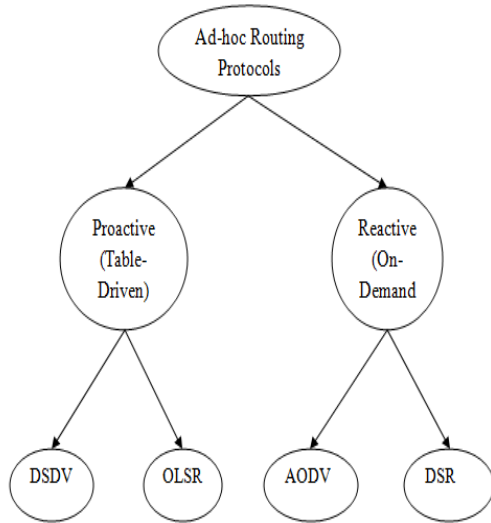 Ad-hoc Routing
Protocols
Proactive
(Table-
Driven)
Reactive
(On-
Demand
DSDV
OLSR
AODV
DSR